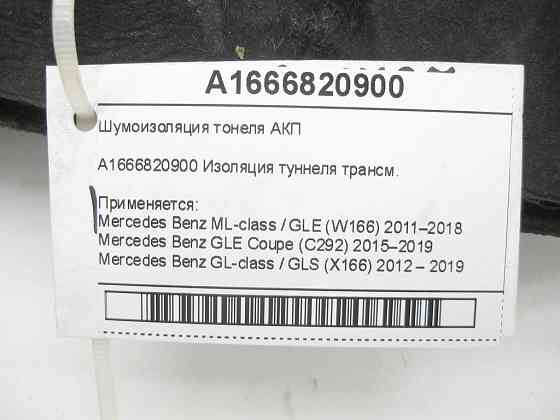 A1666820900
Шумоизоляция тонеля АКП
A1666820900 Изоляция туннеля трансм.
Применяется:
Mercedes Benz ML-class / GLE (W166) 2011–2018
Mercedes Benz GLE Coupe (C292) 2015–2019
Mercedes Benz GL-class / GLS (X166) 2012 – 2019